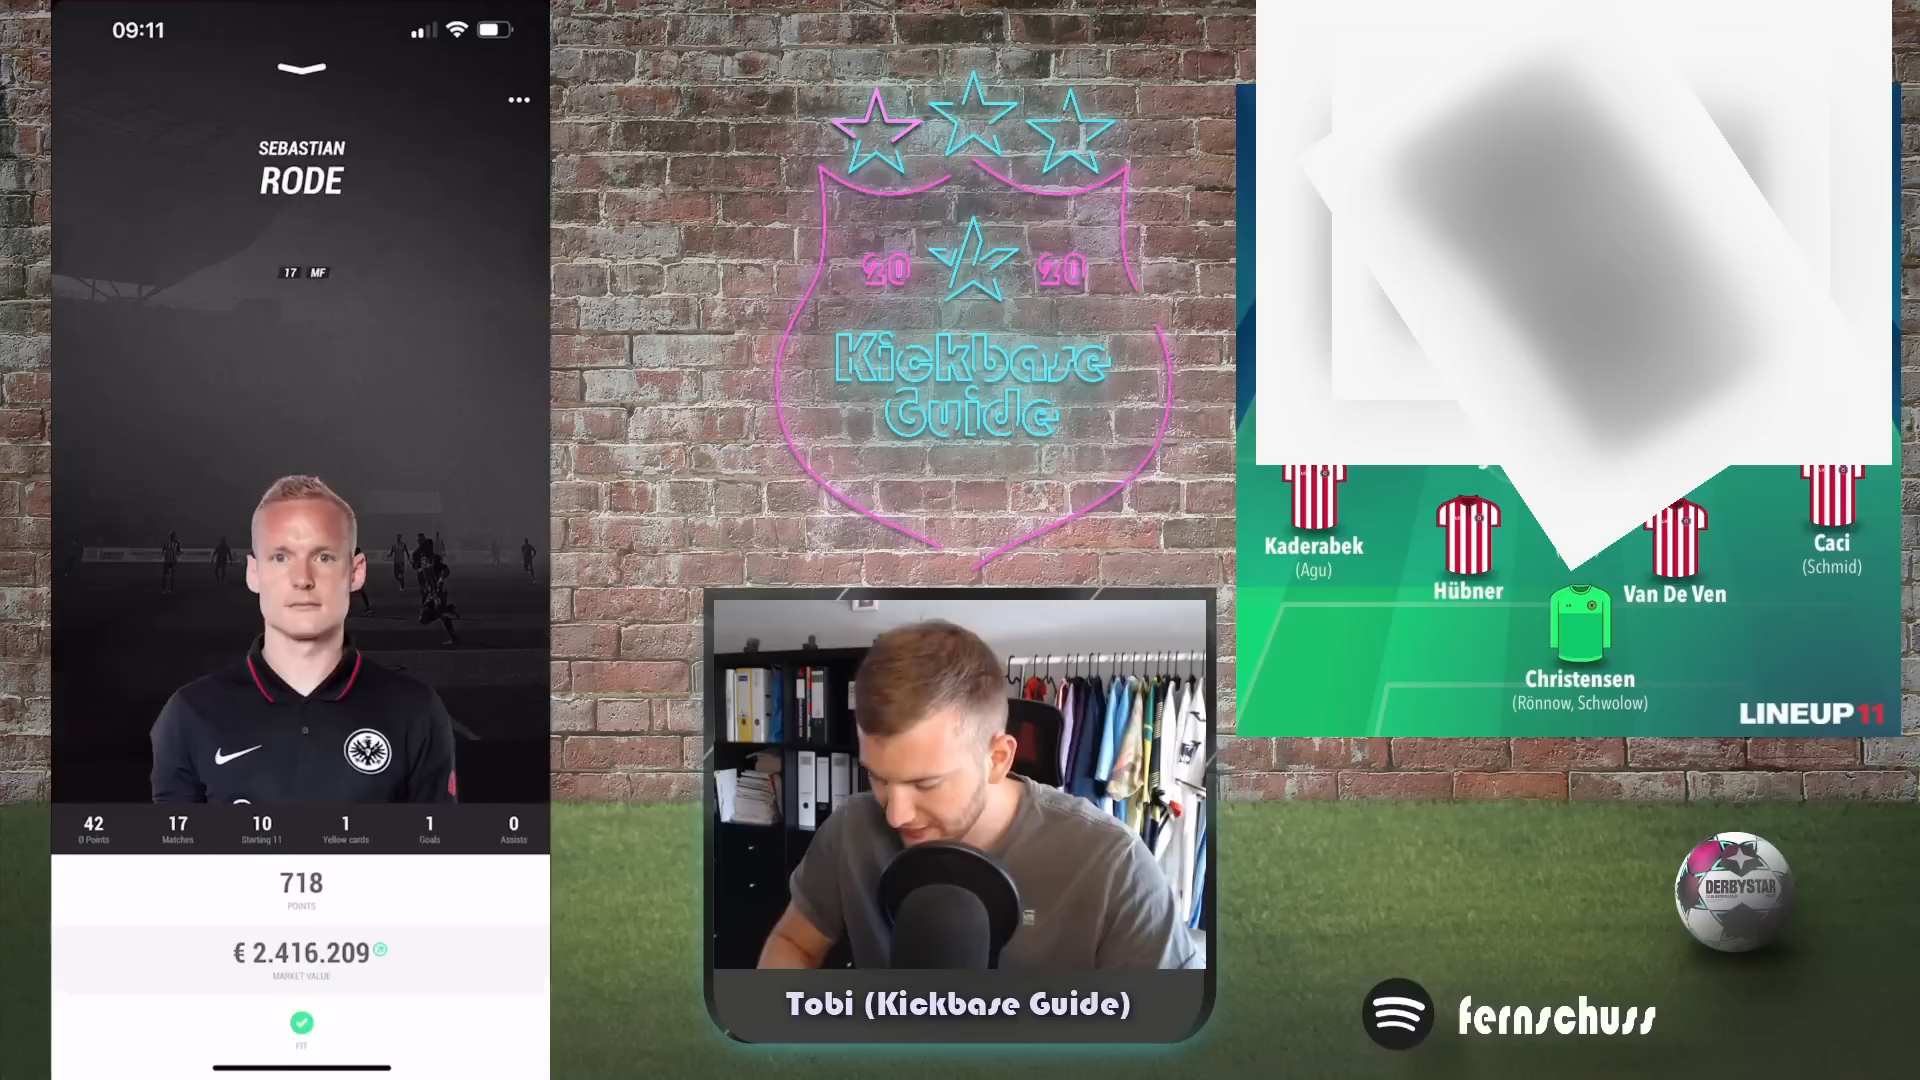 09:11
SEBASTIAN
RODE
17 MF
42
Ø Points
17
Matches
10
Starting 11
1
Yellow cards
1
Goals
0
Assists
718
POINTS
€ 2.416.209
MARKET VALUE
FIT
20 20
Kickbase
Guide
Tobi (Kickbase Guide)
Kaderabek
(Agu)
Hübner
Van De Ven
Caci
(Schmid)
Christensen
(Rönnow, Schwolow)
LINEUP11
DERBYSTAR
fernschuss